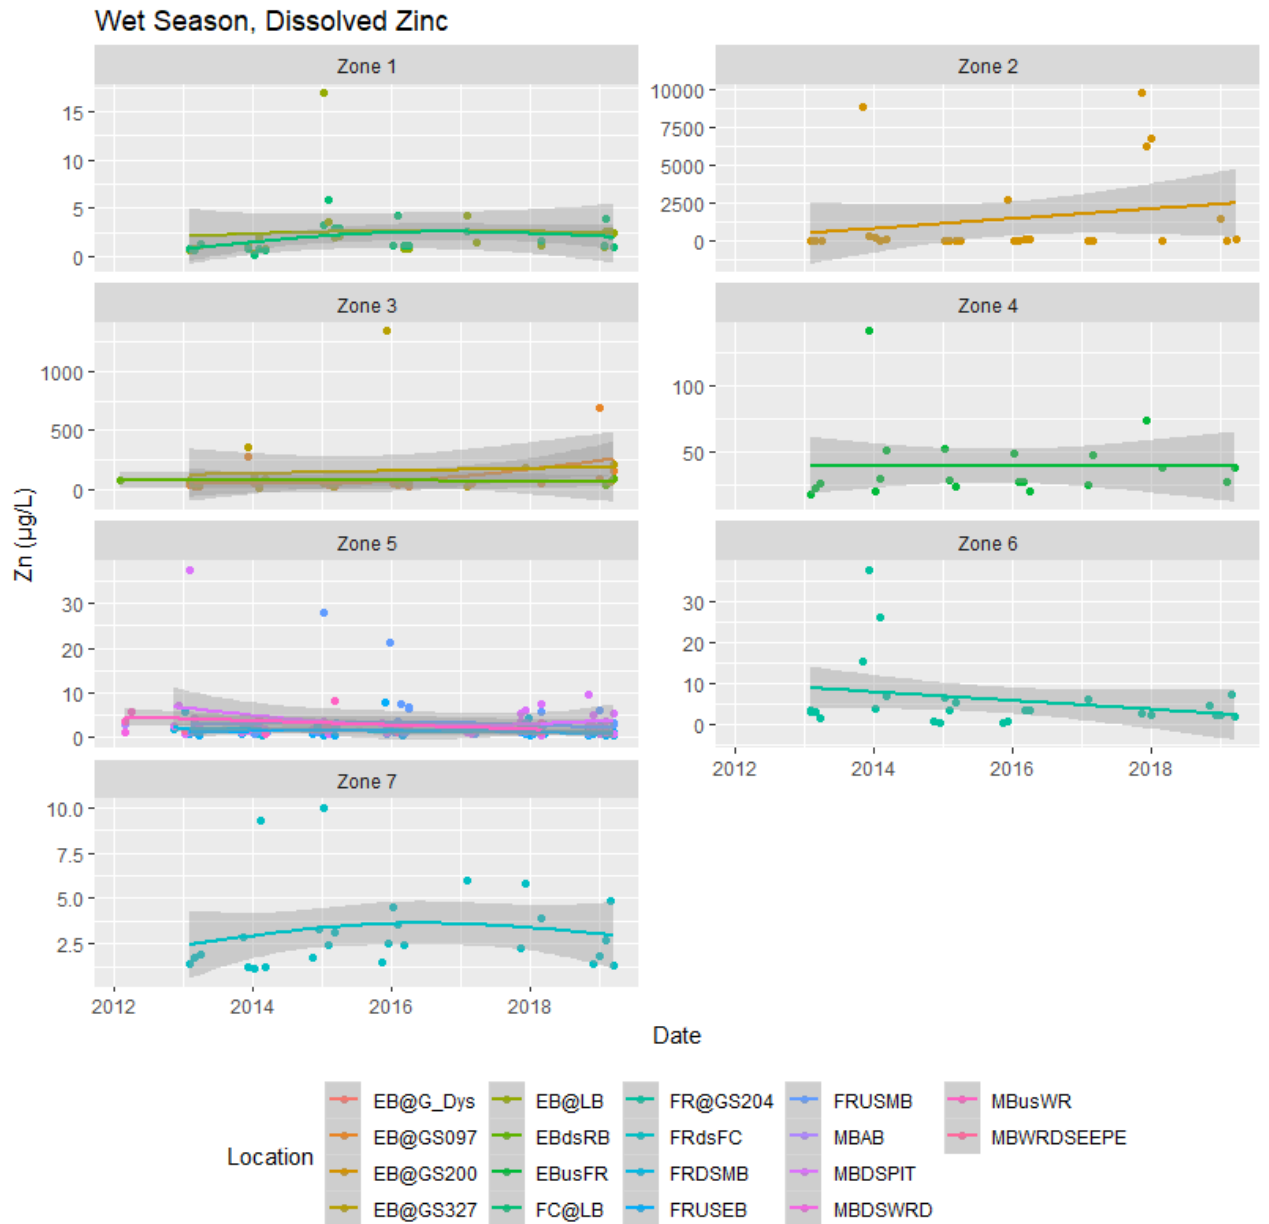 Wet Season, Dissolved Zinc
Zone 1
Zone 2
15
10
5
0
10000
7500
5000
2500
0
Zone 3
Zone 4
1000
500
0
100
50
Zone 5
Zone 6
30
20
10
0
30
20
10
0
2012 2014 2016 2018
Zone 7
10.0
7.5
5.0
2.5
2012 2014 2016 2018
Zn (µg/L)
Date
Location
EB@G_Dys EB@LB FR@GS204 FRUSMB MBusWR
EB@GS097 EBdsRB FRdsFC MBAB MBWRDSEEPE
EB@GS200 EBusFR FRDSMB MBDSPIT
EB@GS327 FC@LB FRUSEB MBDSWRD